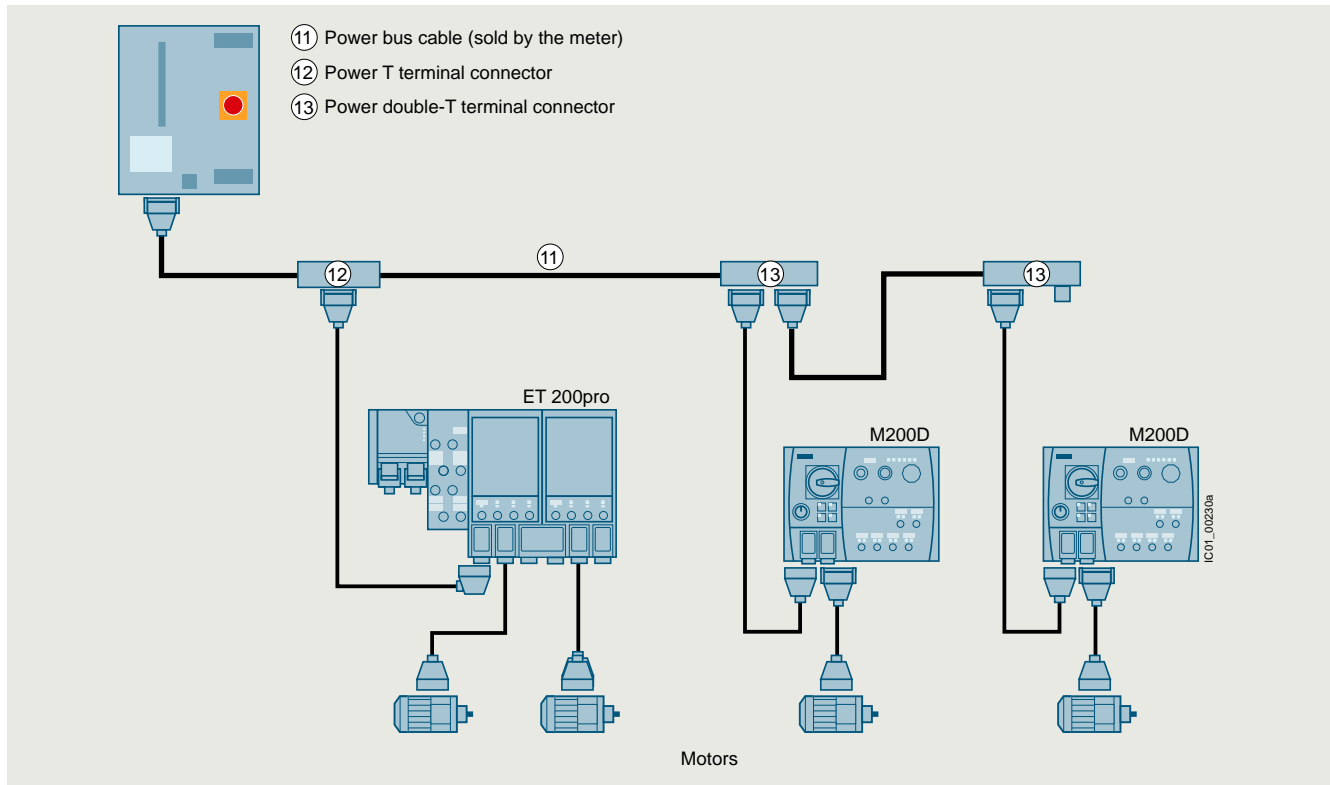 11 Power bus cable (sold by the meter)
12 Power T terminal connector
13 Power double-T terminal connector
11
12
13
13
ET 200pro
M200D
M200D
IC01_00230a
Motors